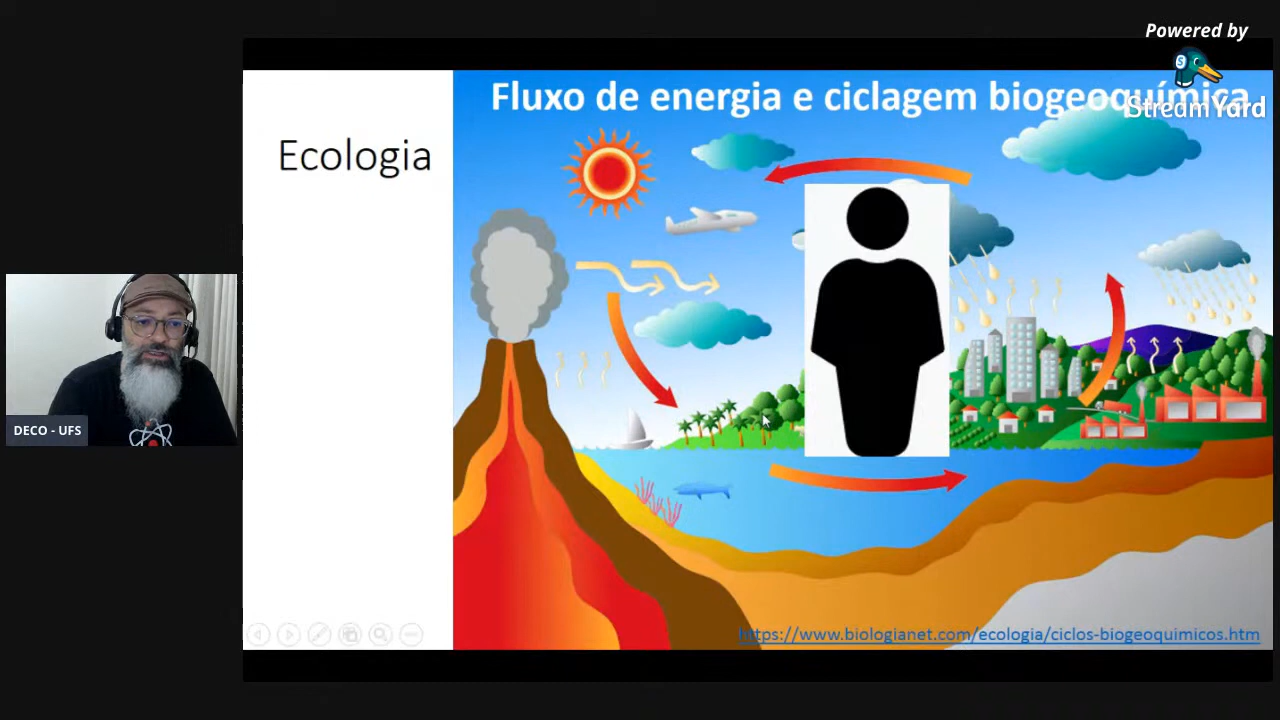 Powered by
StreamYard
Fluxo de energia e ciclagem biogeoquímica
Ecologia
DECO - UFS
https://www.biologianet.com/ecologia/ciclos-biogeoquimicos.htm